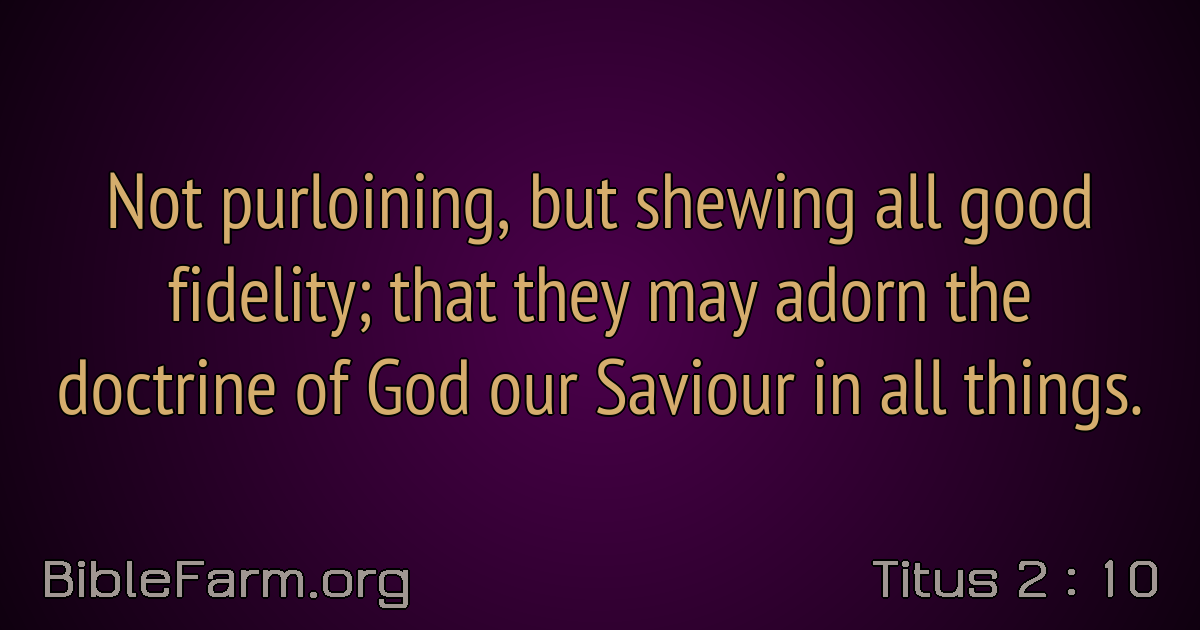 Not purloining, but shewing all good
fidelity; that they may adorn the
doctrine of God our Saviour in all things.
BibleFarm.org
Titus 2 : 10